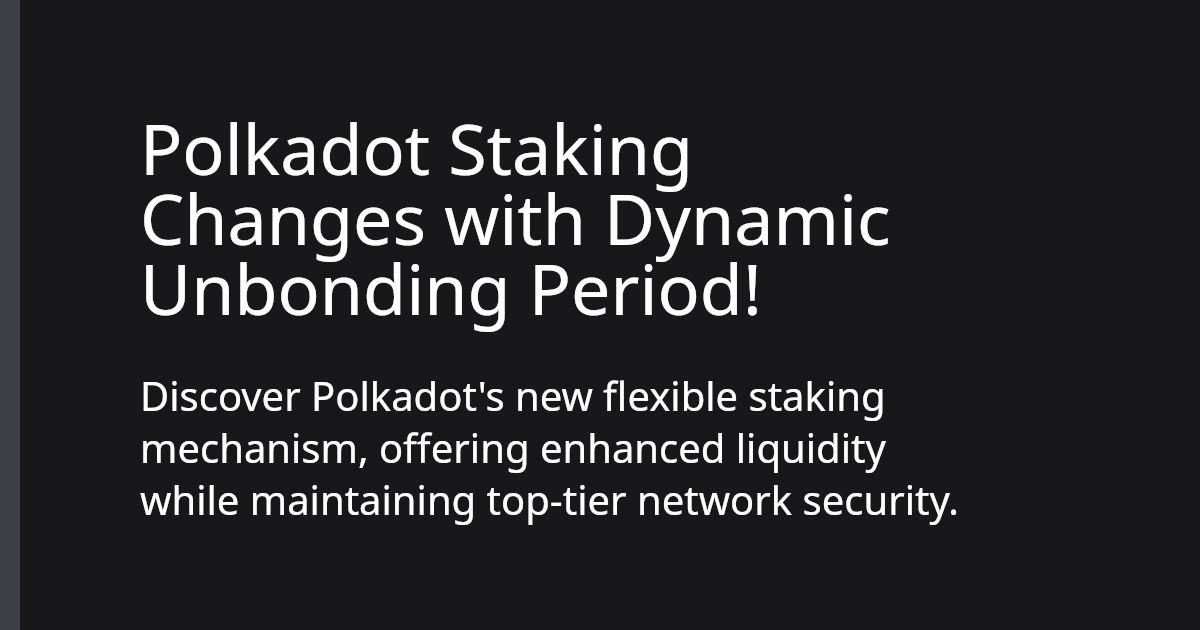 Polkadot Staking
Changes with Dynamic
Unbonding Period!
Discover Polkadot's new flexible staking
mechanism, offering enhanced liquidity
while maintaining top-tier network security.